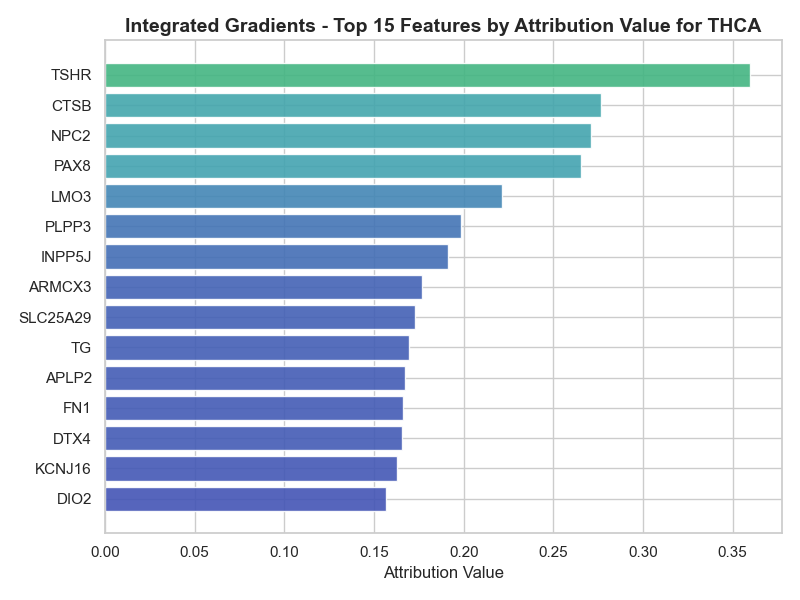 Integrated Gradients - Top 15 Features by Attribution Value for THCA
TSHR
CTSB
NPC2
PAX8
LMO3
PLPP3
INPP5J
ARMCX3
SLC25A29
TG
APLP2
FN1
DTX4
KCNJ16
DIO2
0.00 0.05 0.10 0.15 0.20 0.25 0.30 0.35
Attribution Value